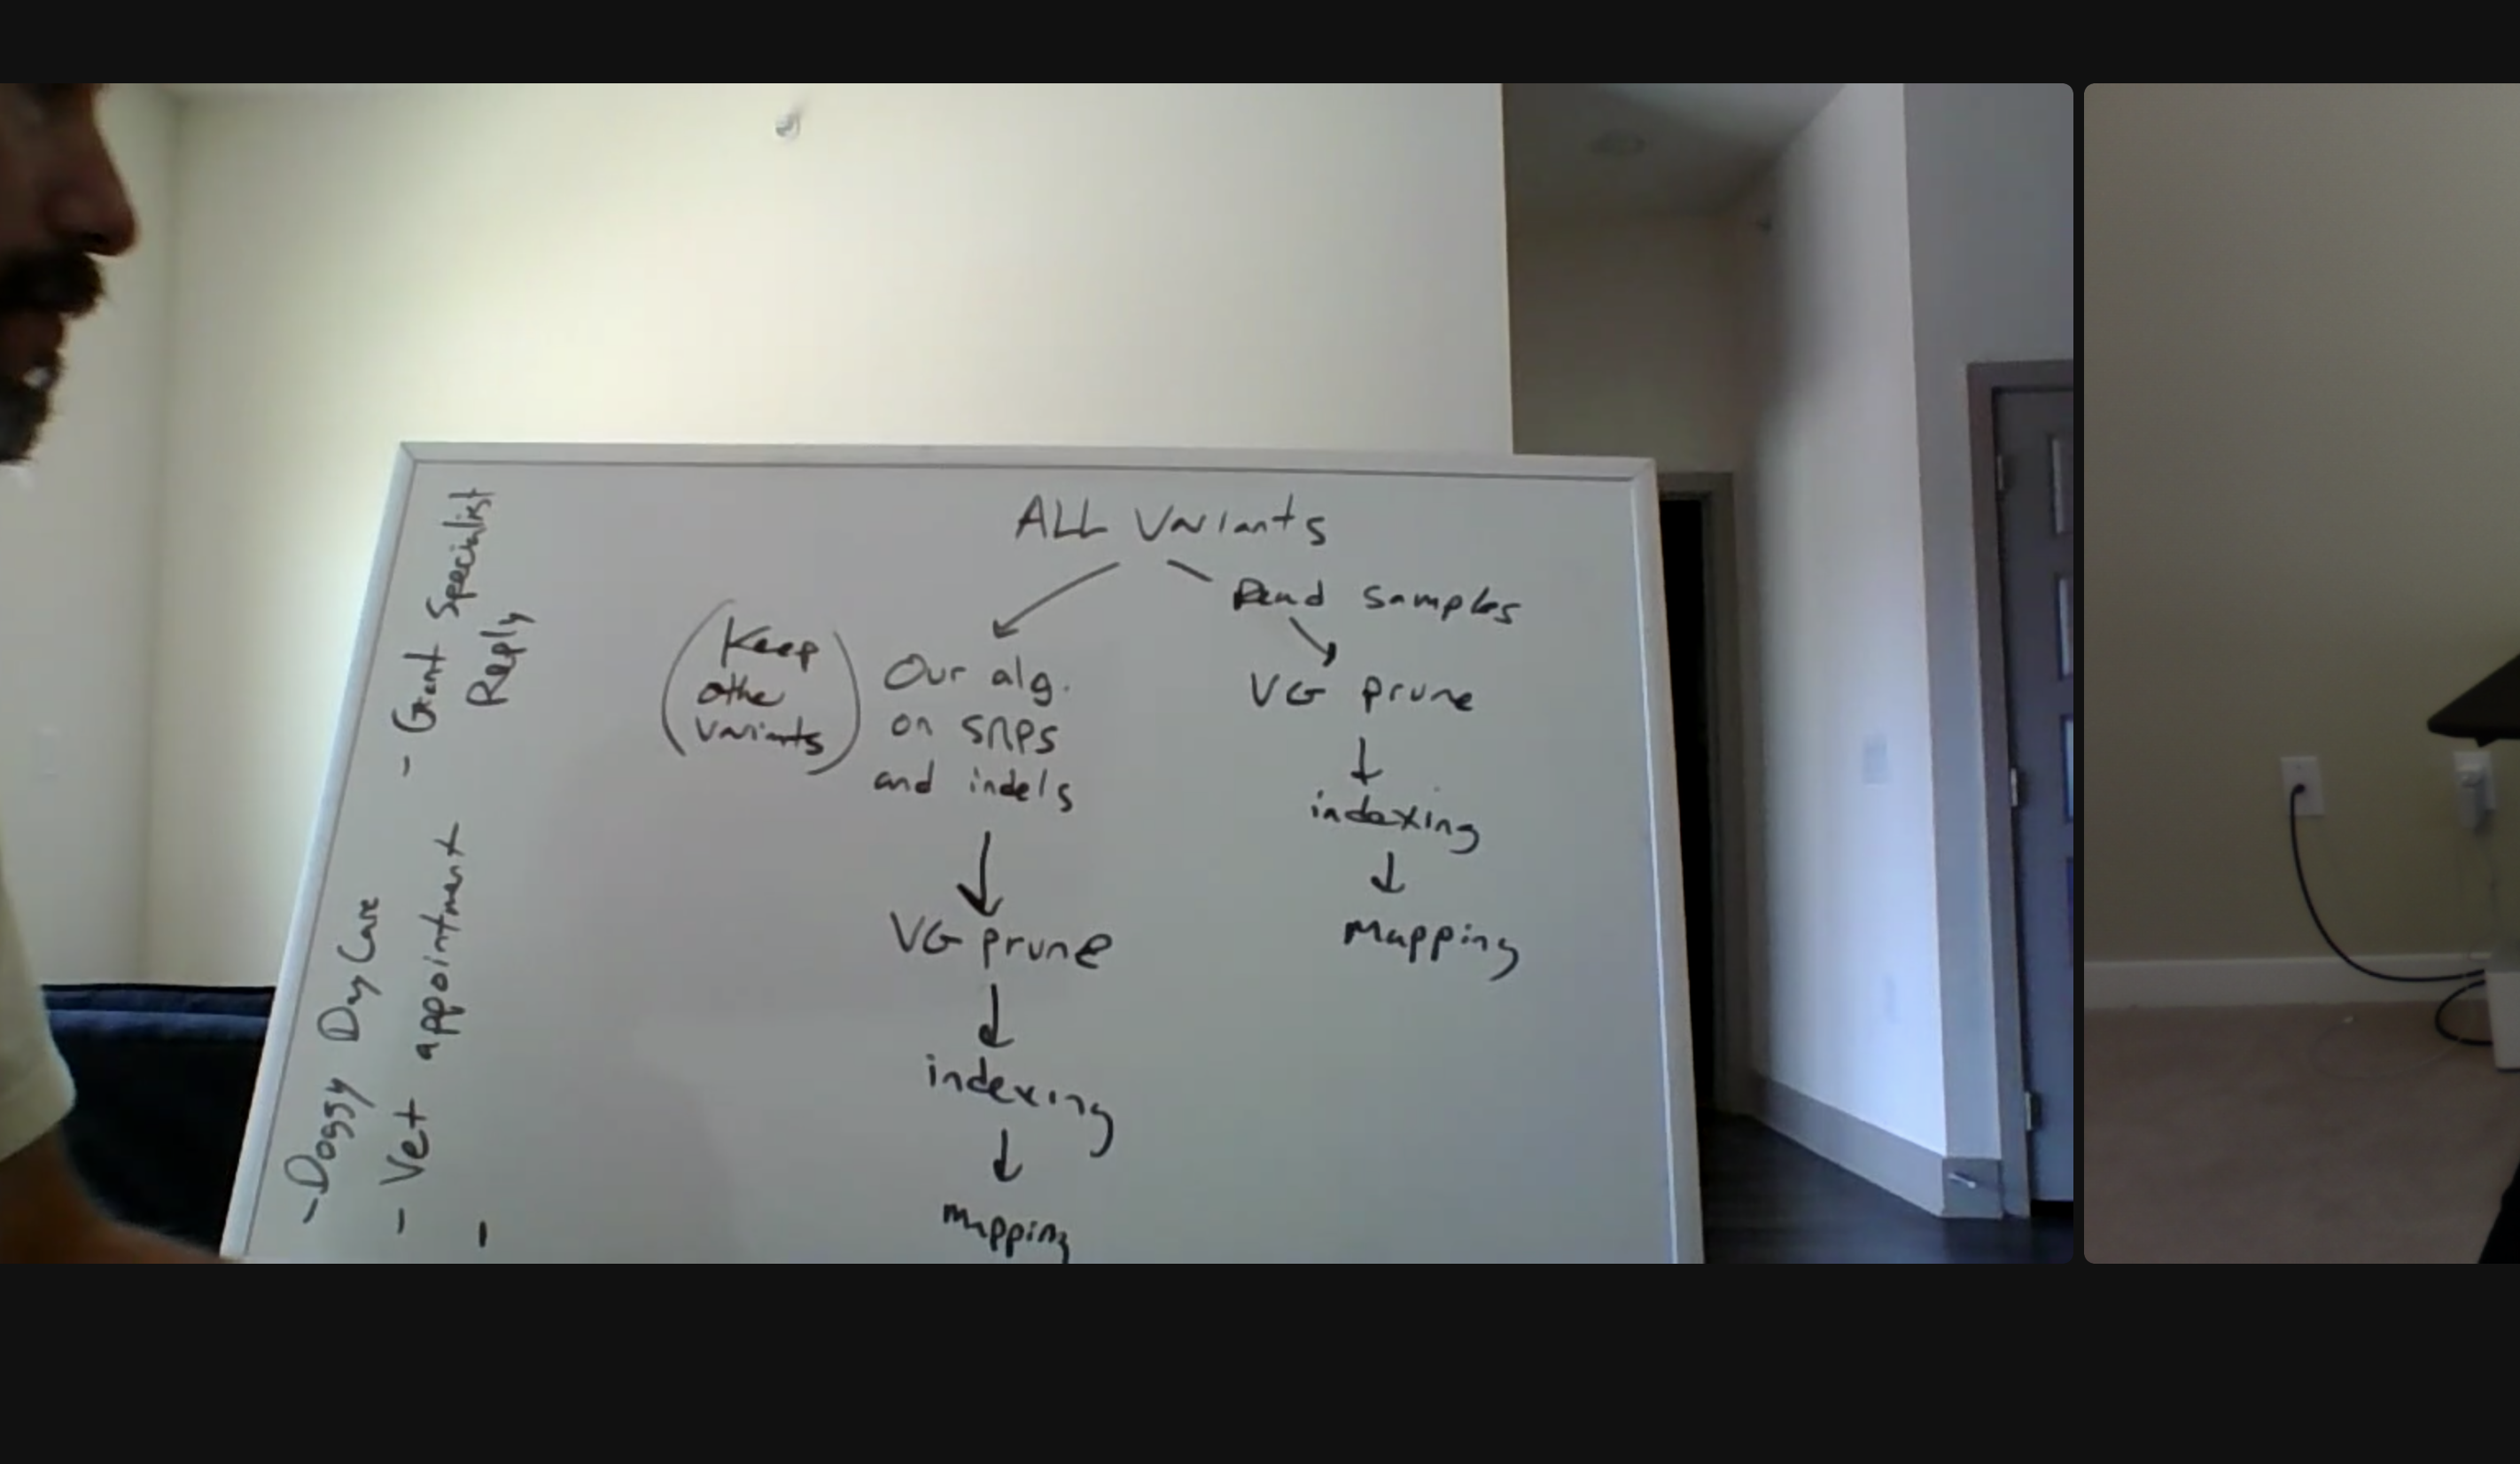 ALL Variants
Keep
othe
Variants
Our alg.
on SNPs
and indels
VG prune
indexing
mapping
samples
VG prune
indexing
Mapping
- Doggy Day Care
- Vet appointment
-
- Grant Specialist
Reply